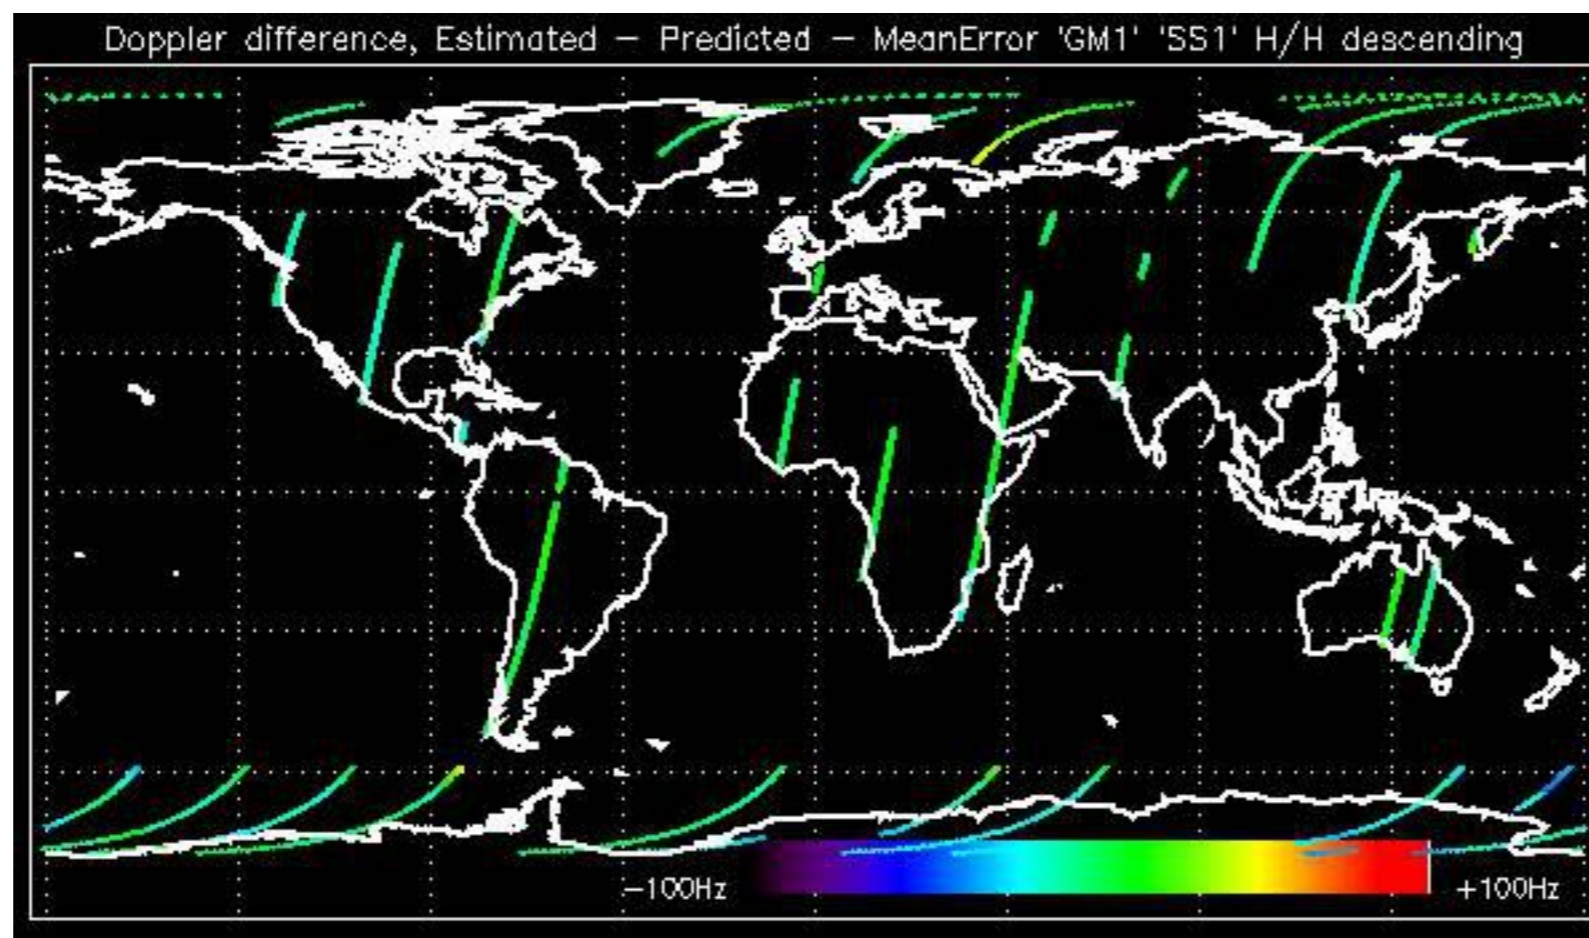 Doppler difference, Estimated – Predicted – MeanError 'GM1' 'SS1' H/H descending
-100Hz
+100Hz